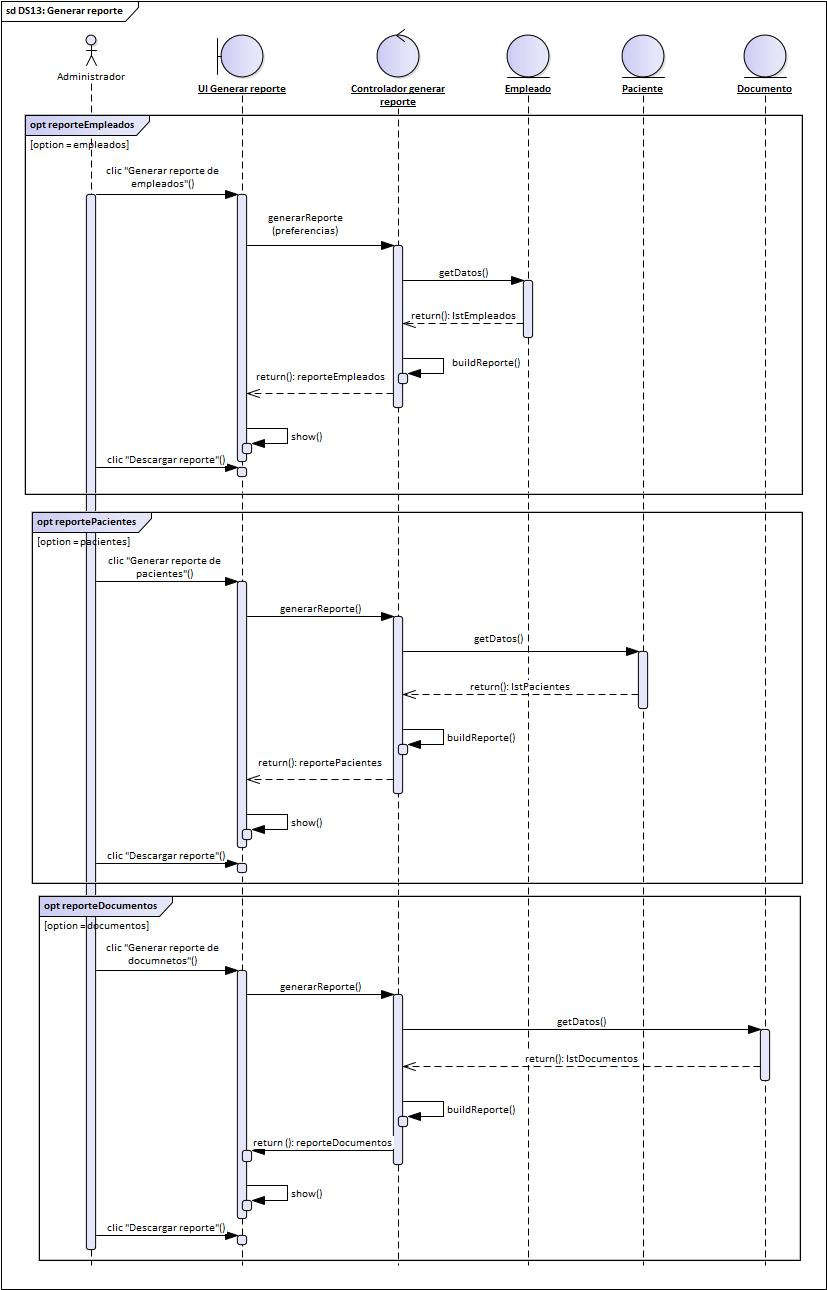 sd DS13: Generar reporte
Administrador
UI Generar reporte
Controlador generar
reporte
Empleado
Paciente
Documento
opt reporteEmpleados
[option = empleados]
clic "Generar reporte de
empleados"()
generarReporte
(preferencias)
getDatos()
return(): lstEmpleados
buildReporte()
return(): reporteEmpleados
show()
clic "Descargar reporte"()
opt reportePacientes
[option = pacientes]
clic "Generar reporte de
pacientes"()
generarReporte()
getDatos()
return(): lstPacientes
buildReporte()
return(): reportePacientes
show()
clic "Descargar reporte"()
opt reporteDocumentos
[option =documentos]
clic "Generar reporte de
documnetos"()
generarReporte()
getDatos()
return(): lstDocumentos
buildReporte()
return (): reporteDocumentos
show()
clic "Descargar reporte"()